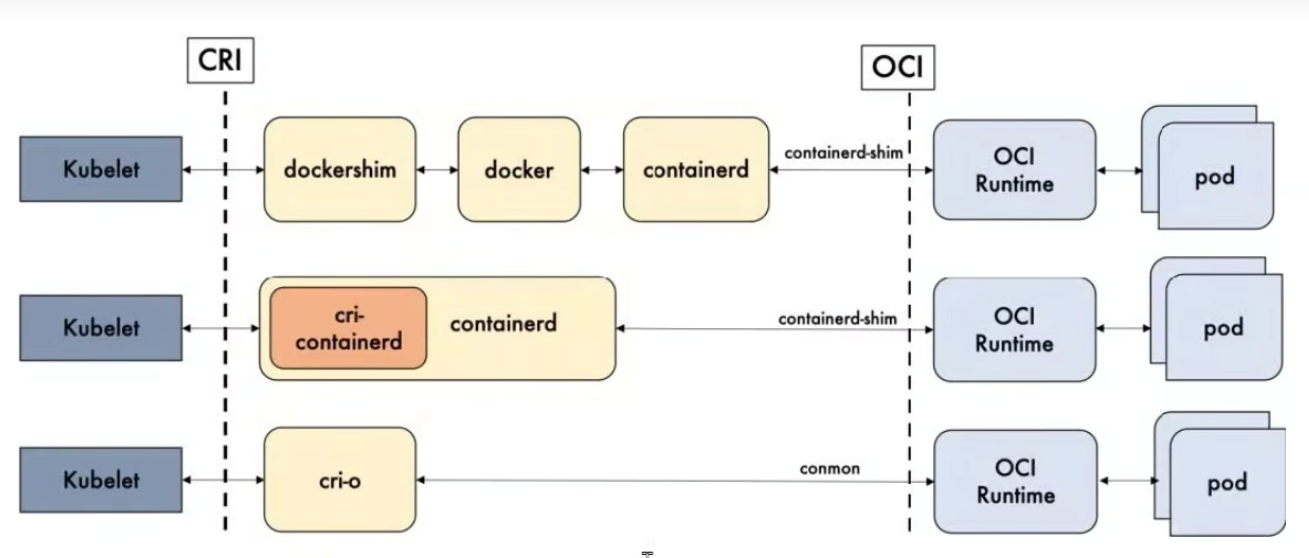 CRI
OCI
Kubelet
dockershim
docker
containerd
containerd-shim
OCI
Runtime
pod
Kubelet
cri-
containerd
containerd
containerd-shim
OCI
Runtime
pod
Kubelet
cri-o
conmon
OCI
Runtime
pod